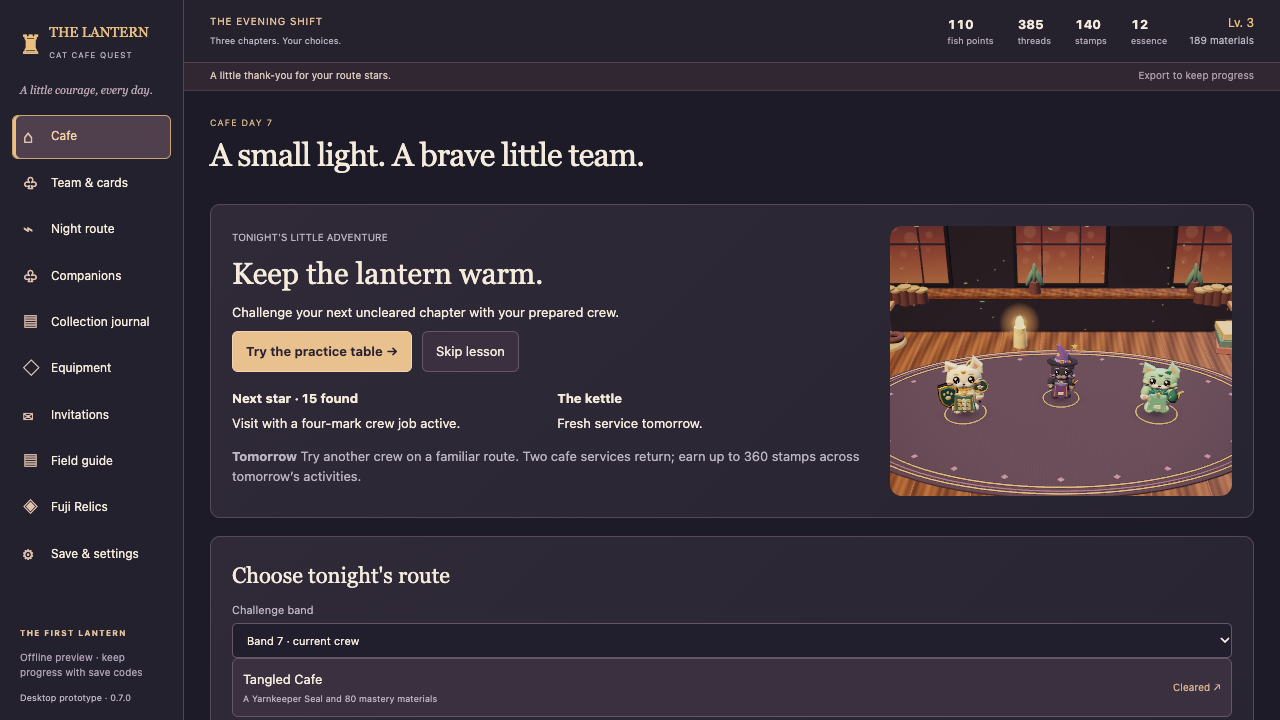 THE LANTERN
CAT CAFE QUEST
A little courage, every day.
Cafe
Team & cards
Night route
Companions
Collection journal
Equipment
Invitations
Field guide
Fuji Relics
Save & settings
THE FIRST LANTERN
Offline preview · keep
progress with save codes
Desktop prototype · 0.7.0
THE EVENING SHIFT
Three chapters. Your choices.
110
fish points
385
threads
140
stamps
12
essence
Lv. 3
189 materials
A little thank-you for your route stars.
Export to keep progress
CAFE DAY 7
A small light. A brave little team.
TONIGHT'S LITTLE ADVENTURE
Keep the lantern warm.
Challenge your next uncleared chapter with your prepared crew.
Try the practice table →
Skip lesson
Next star · 15 found
Visit with a four-mark crew job active.
The kettle
Fresh service tomorrow.
Tomorrow Try another crew on a familiar route. Two cafe services return; earn up to 360 stamps across
tomorrow's activities.
Choose tonight's route
Challenge band
Band 7 · current crew
Tangled Cafe
A Yarnkeeper Seal and 80 mastery materials
Cleared ↗